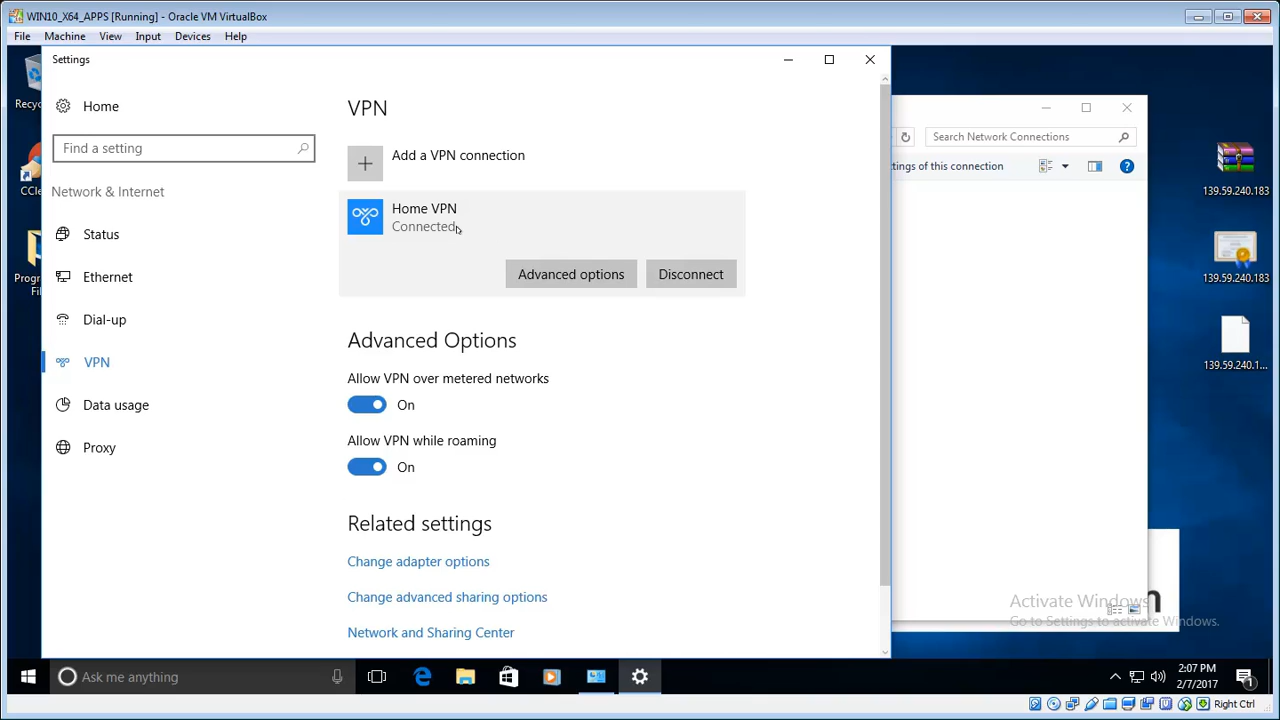 WIN10_X64_APPS [Running] - Oracle VM VirtualBox
File Machine View Input Devices Help
Settings
Home
Find a setting
Network & Internet
Status
Ethernet
Dial-up
VPN
Data usage
Proxy
VPN
Add a VPN connection
Home VPN
Connected
Advanced options Disconnect
Advanced Options
Allow VPN over metered networks
On
Allow VPN while roaming
On
Related settings
Change adapter options
Change advanced sharing options
Network and Sharing Center
Search Network Connections
of this connection
139.59.240.183
139.59.240.183
139.59.240.1...
Activate Windows
Go to Settings to activate Windows.
Ask me anything
2:07 PM
2/7/2017
1
Right Ctrl